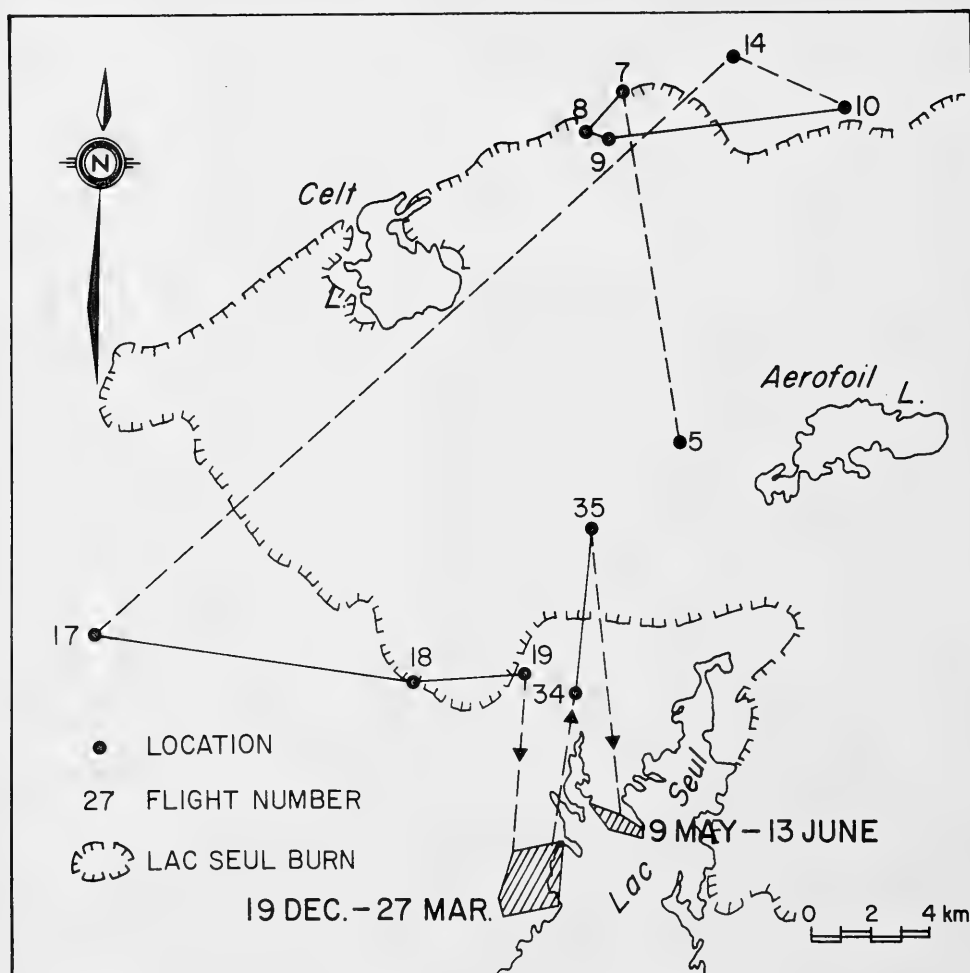 14
7
8
10
9
N
Celt
L.
Aerofoil L.
5
35
17
18
19
34
LOCATION
27 FLIGHT NUMBER
LAC SEUL BURN
Lac Seul
9 MAY – 13 JUNE
19 DEC. – 27 MAR.
0 2 4 km